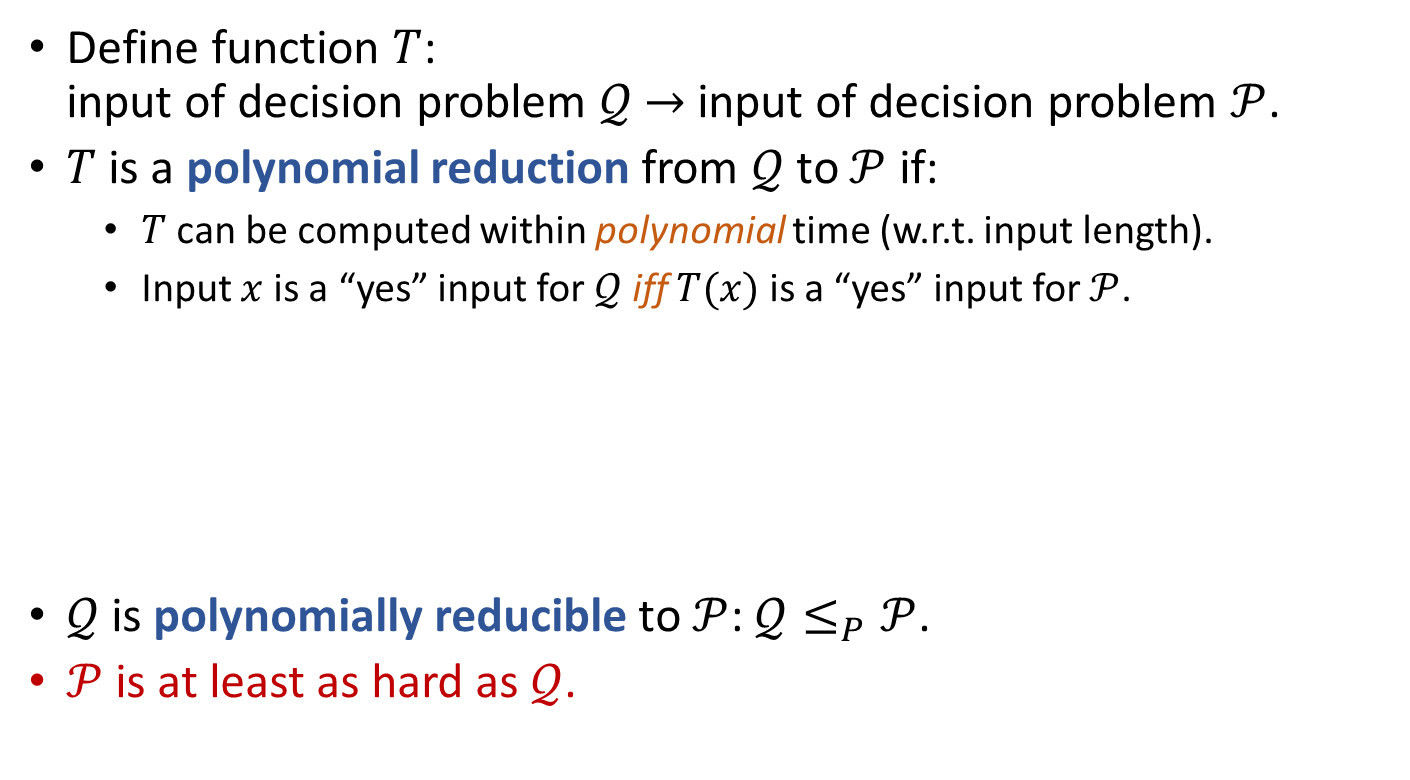 • Define function 𝑇:
input of decision problem 𝒬 → input of decision problem 𝒫.
• 𝑇 is a polynomial reduction from 𝒬 to 𝒫 if:
• 𝑇 can be computed within polynomial time (w.r.t. input length).
• Input 𝑥 is a “yes” input for 𝒬 iff 𝑇(𝑥) is a “yes” input for 𝒫.
• 𝒬 is polynomially reducible to 𝒫: 𝒬 ≤_𝑃 𝒫.
• 𝒫 is at least as hard as 𝒬.